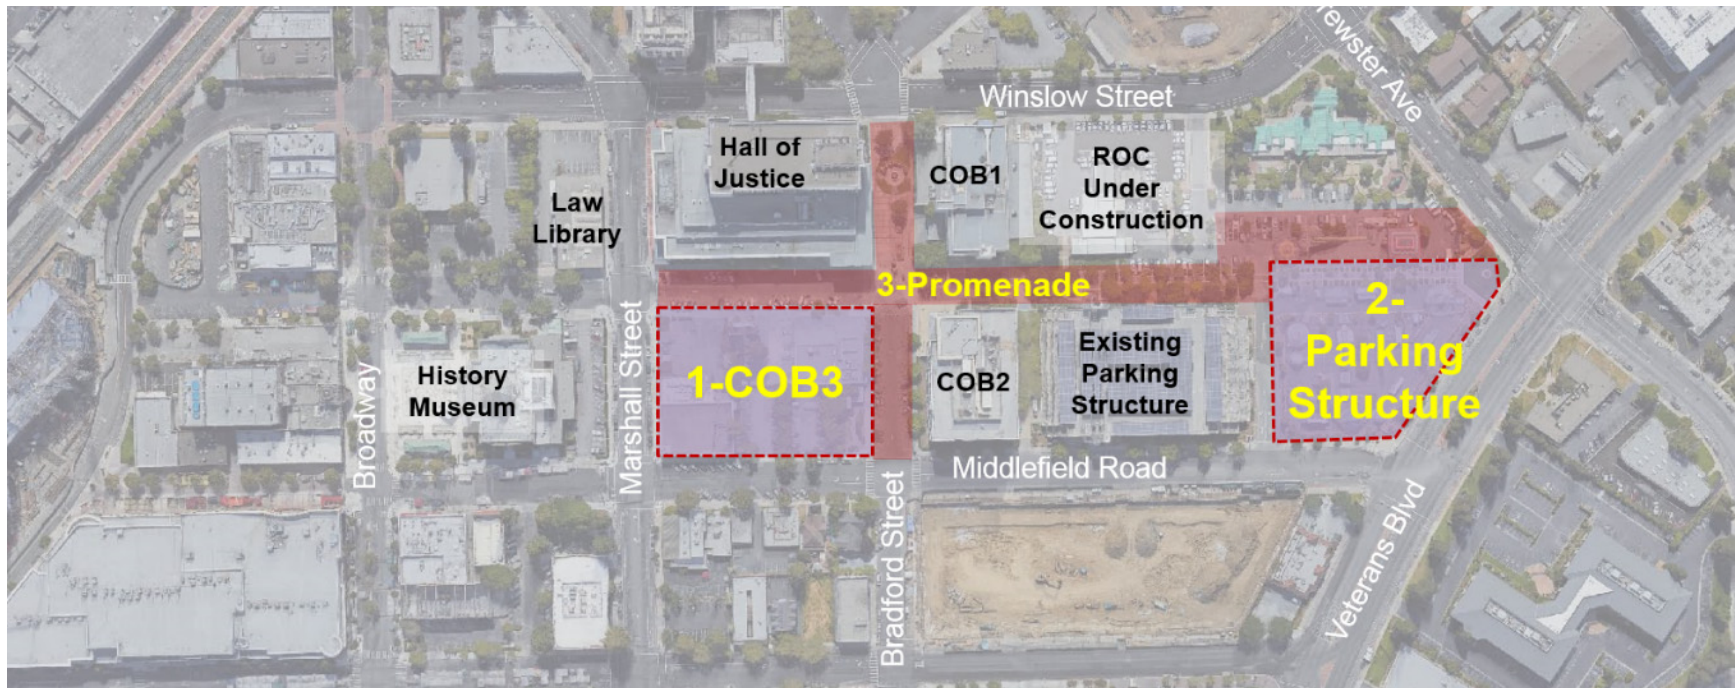 rewster Ave
Winslow Street
Hall of
Justice
COB1
ROC
Under
Construction
Law
Library
3-Promenade
2-
Parking
Structure
Marshall Street
1-COB3
COB2
Existing
Parking
Structure
History
Museum
Broadway
Middlefield Road
Bradford Street
Veterans Blvd